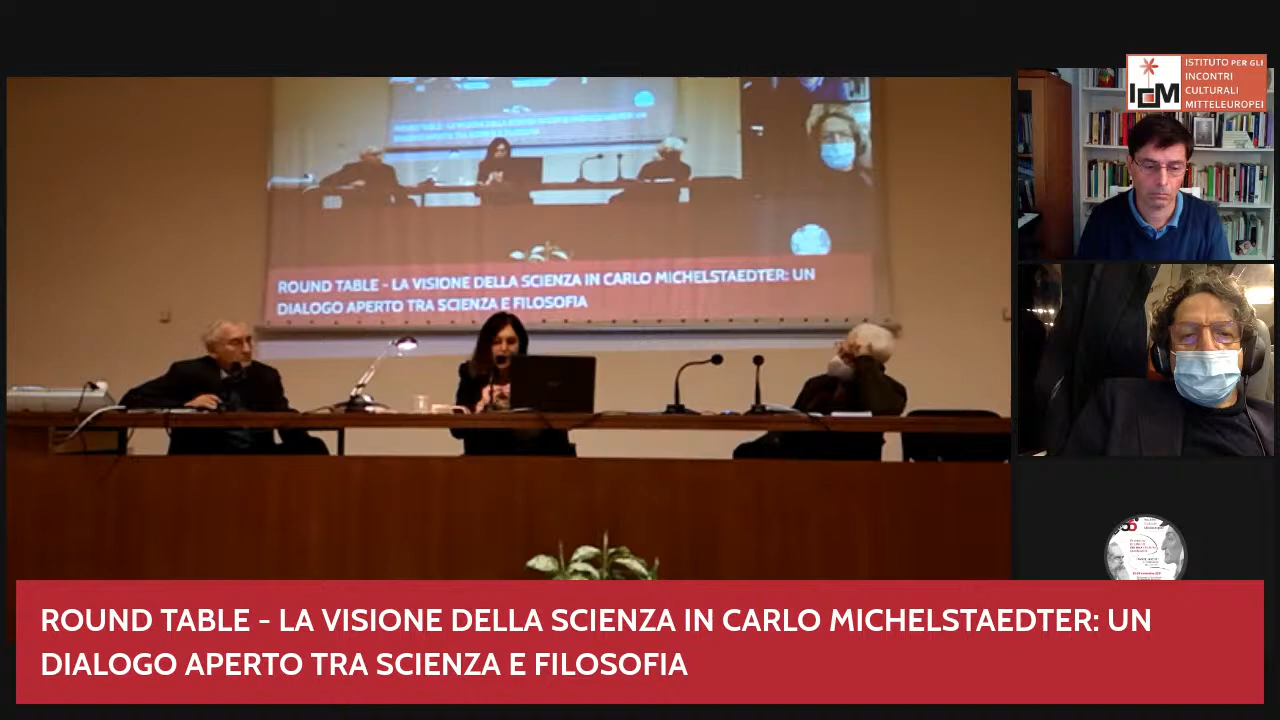 ISTITUTO PER GLI
INCONTRI
CULTURALI
MITTELEUROPEI
ICM
ROUND TABLE - LA VISIONE DELLA SCIENZA IN CARLO MICHELSTAEDTER: UN
DIALOGO APERTO TRA SCIENZA E FILOSOFIA
ROUND TABLE - LA VISIONE DELLA SCIENZA IN CARLO MICHELSTAEDTER: UN
DIALOGO APERTO TRA SCIENZA E FILOSOFIA